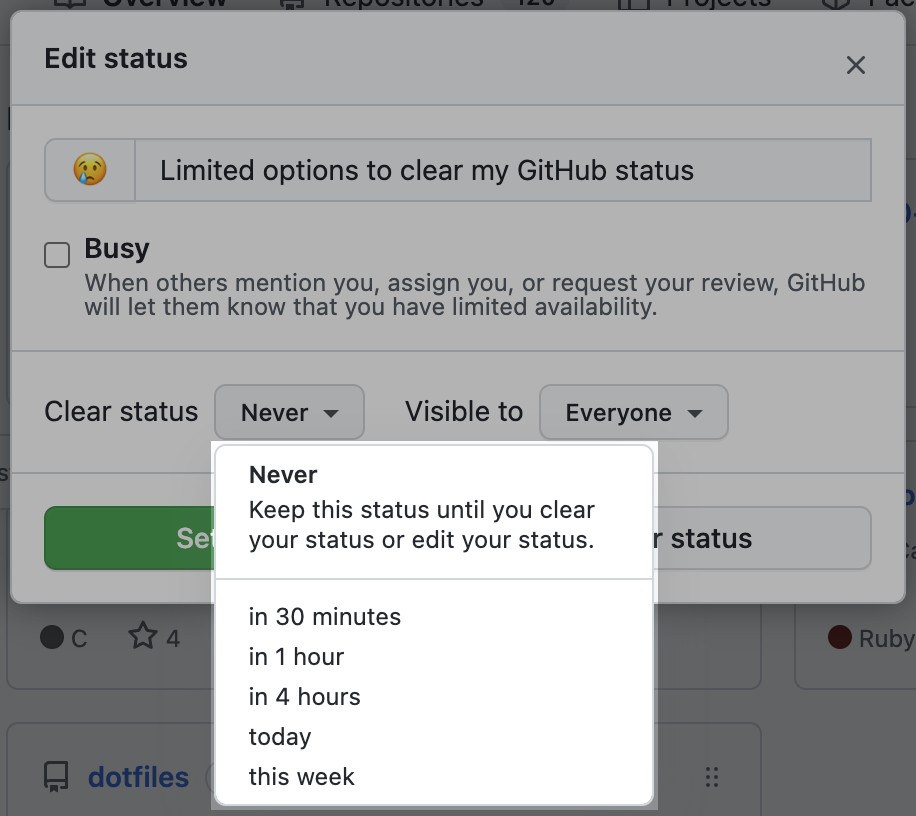 Overview Repositories 120 Projects
Edit status
Limited options to clear my GitHub status
Busy
When others mention you, assign you, or request your review, GitHub
will let them know that you have limited availability.
Clear status Never Visible to Everyone
Never
Keep this status until you clear
your status or edit your status.
Set
r status
in 30 minutes
in 1 hour
in 4 hours
today
this week
C 4
Ruby
dotfiles